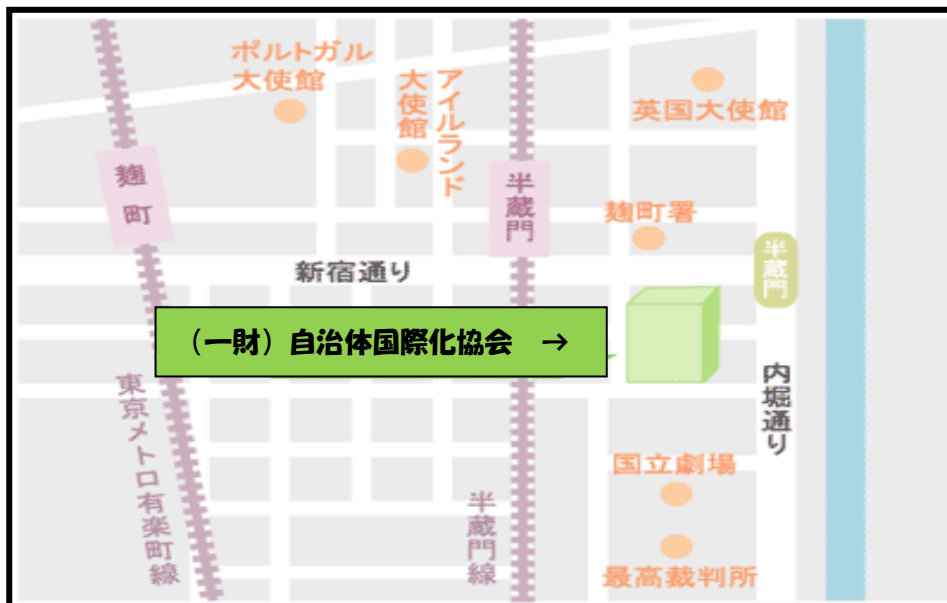 ポルトガル
大使館
アイルランド
大使館
英国大使館
麹町
半蔵門
麹町署
半蔵門
新宿通り
（一財）自治体国際化協会　→
内堀通り
東京メトロ有楽町線
国立劇場
半蔵門線
最高裁判所